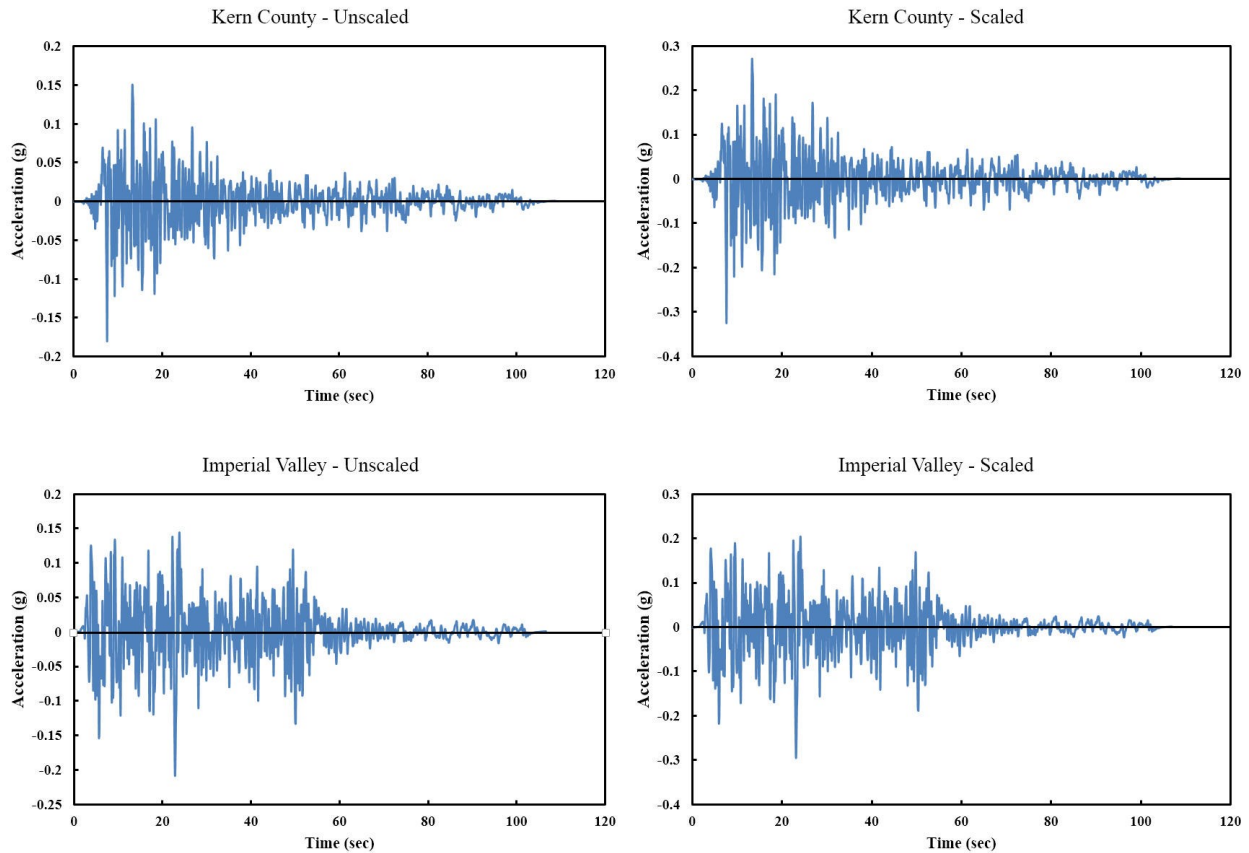 Kern County - Unscaled
0.2
0.15
0.1
0.05
0
-0.05
-0.1
-0.15
-0.2
Acceleration (g)
0 20 40 60 80 100 120
Time (sec)
Kern County - Scaled
0.3
0.2
0.1
0
-0.1
-0.2
-0.3
-0.4
Acceleration (g)
0 20 40 60 80 100 120
Time (sec)
Imperial Valley - Unscaled
0.2
0.15
0.1
0.05
0
-0.05
-0.1
-0.15
-0.2
-0.25
Acceleration (g)
0 20 40 60 80 100 120
Time (sec)
Imperial Valley - Scaled
0.3
0.2
0.1
0
-0.1
-0.2
-0.3
-0.4
Acceleration (g)
0 20 40 60 80 100 120
Time (sec)